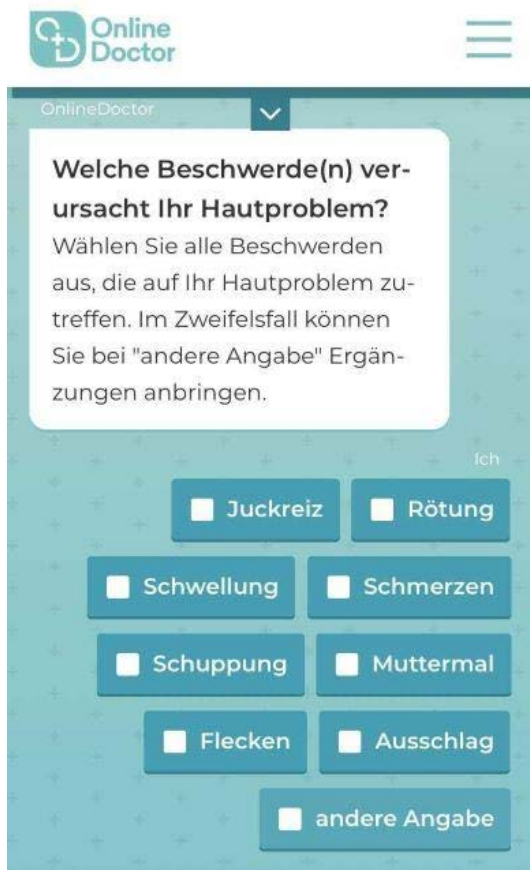 Online
Doctor
OnlineDoctor
Welche Beschwerde(n) ver-
ursacht Ihr Hautproblem?
Wählen Sie alle Beschwerden
aus, die auf Ihr Hautproblem zu-
treffen. Im Zweifelsfall können
Sie bei "andere Angabe" Ergän-
zungen anbringen.
Ich
Juckreiz Rötung
Schwellung Schmerzen
Schuppung Muttermal
Flecken Ausschlag
andere Angabe